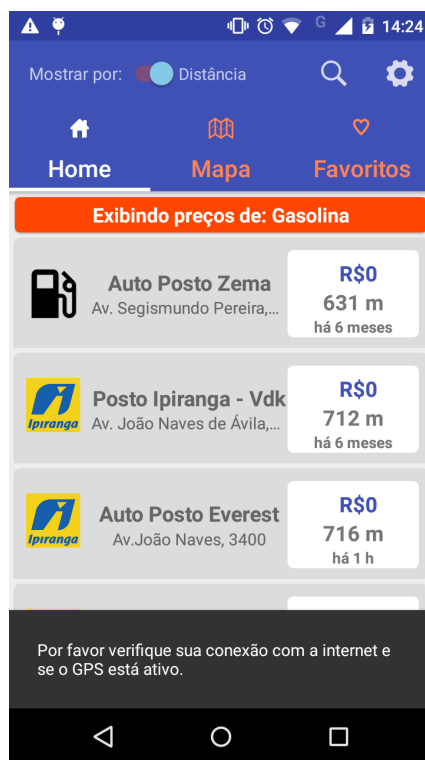 G 14:24
Mostrar por: Distância
Home Mapa Favoritos
Exibindo preços de: Gasolina
Auto Posto Zema
Av. Segismundo Pereira,...
R$0
631 m
há 6 meses
Ipiranga
Posto Ipiranga - Vdk
Av. João Naves de Ávila,...
R$0
712 m
há 6 meses
Ipiranga
Auto Posto Everest
Av.João Naves, 3400
R$0
716 m
há 1 h
Por favor verifique sua conexão com a internet e
se o GPS está ativo.